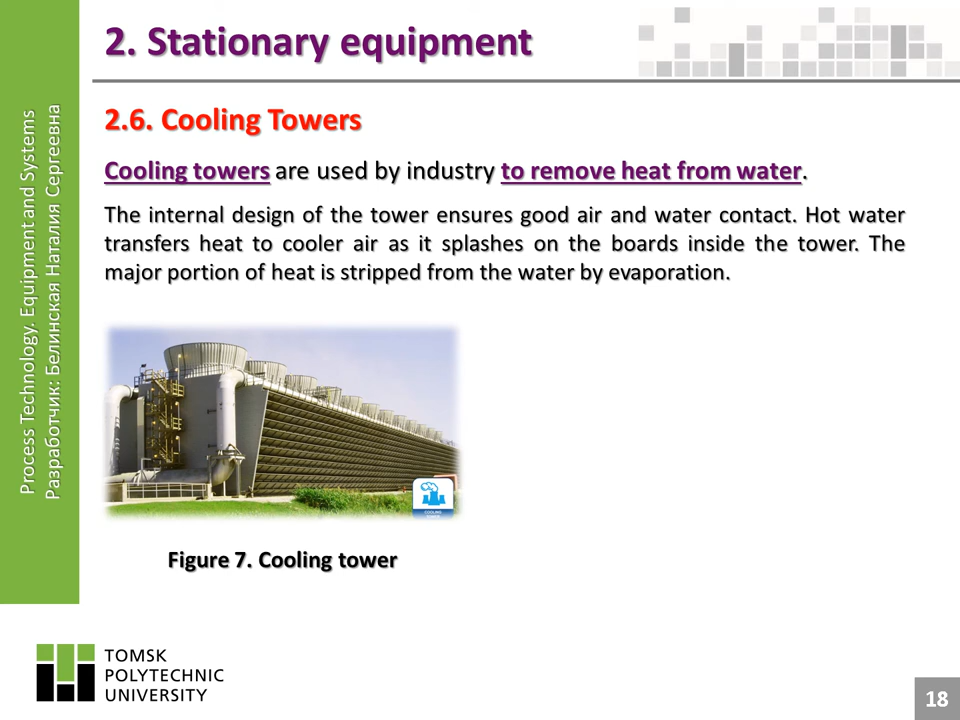 2. Stationary equipment
Process Technology. Equipment and Systems
Разработчик: Белинская Наталия Сергеевна
2.6. Cooling Towers
Cooling towers are used by industry to remove heat from water.
The internal design of the tower ensures good air and water contact. Hot water
transfers heat to cooler air as it splashes on the boards inside the tower. The
major portion of heat is stripped from the water by evaporation.
COOLING
TOWER
Figure 7. Cooling tower
TOMSK
POLYTECHNIC
UNIVERSITY
18